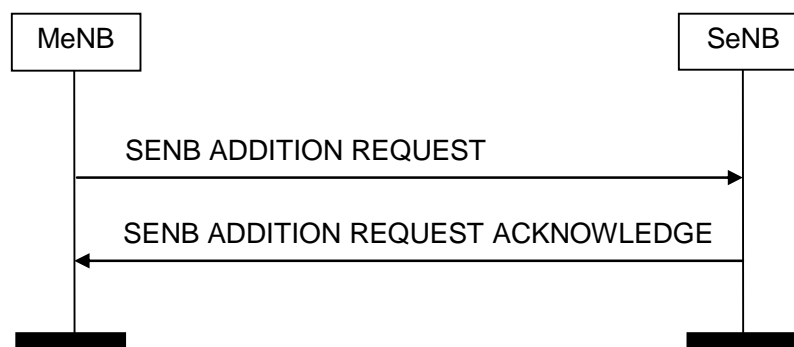 MeNB
SeNB
SENB ADDITION REQUEST
SENB ADDITION REQUEST ACKNOWLEDGE